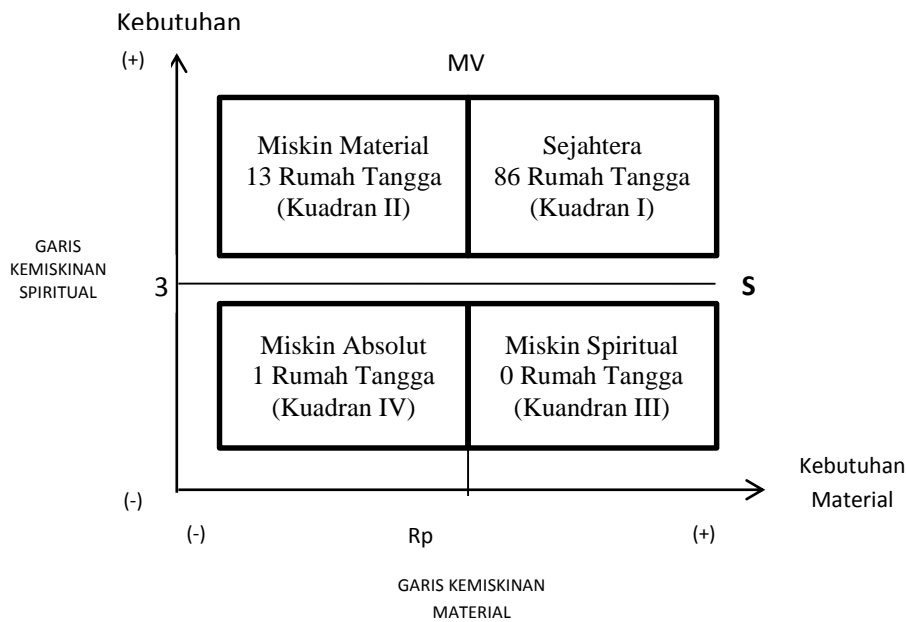 Kebutuhan
(+)
MV
Miskin Material
13 Rumah Tangga
(Kuadran II)
Sejahtera
86 Rumah Tangga
(Kuadran I)
GARIS
KEMISKINAN
SPIRITUAL
3
S
Miskin Absolut
1 Rumah Tangga
(Kuadran IV)
Miskin Spiritual
0 Rumah Tangga
(Kuandran III)
Kebutuhan
Material
(-)
(-)
Rp
(+)
GARIS KEMISKINAN
MATERIAL